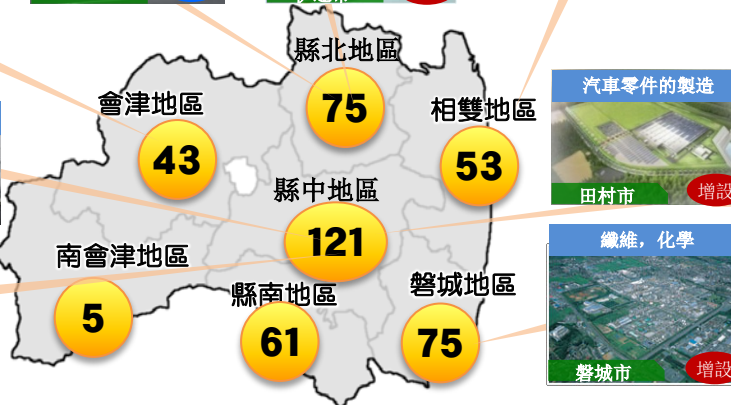 縣北地區
75
會津地區
43
相雙地區
53
縣中地區
121
南會津地區
5
縣南地區
61
磐城地區
75
汽車零件的製造
田村市
增設
纖維，化學
磐城市
增設